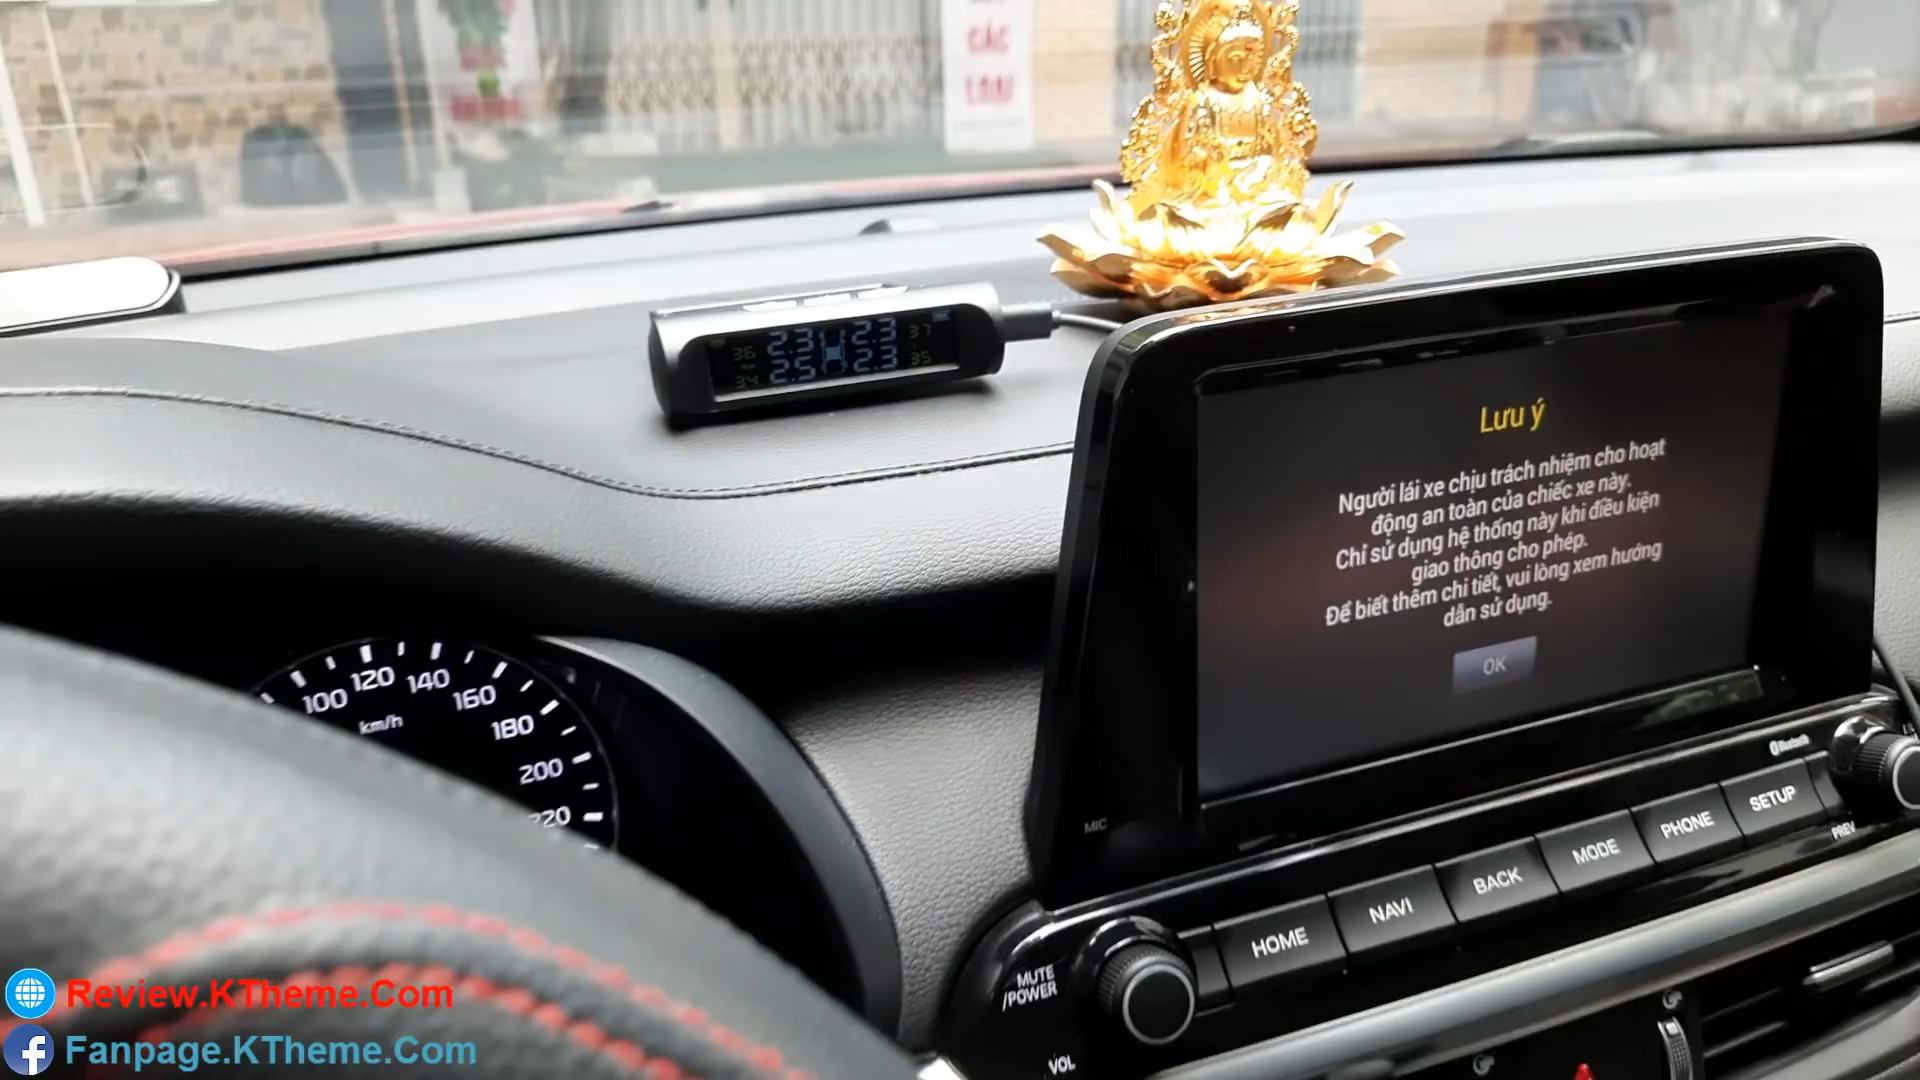 CÁC
LOẠI
36 2.3 2.3 37
34 2.5 2.3 35
Lưu ý
Người lái xe chịu trách nhiệm cho hoạt
động an toàn của chiếc xe này.
Chỉ sử dụng hệ thống này khi điều kiện
giao thông cho phép.
Để biết thêm chi tiết, vui lòng xem hướng
dẫn sử dụng.
OK
100 120 140 160 180 200 220
km/h
MIC
Bluetooth
HOME NAVI BACK MODE PHONE SETUP
PREV
MUTE
/POWER
VOL
Review.KTheme.Com
Fanpage.KTheme.Com